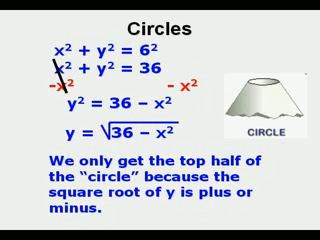 Circles
x² + y² = 6²
x² + y² = 36
-x² - x²
y² = 36 – x²
y = √36 – x²
CIRCLE
We only get the top half of
the “circle” because the
square root of y is plus or
minus.